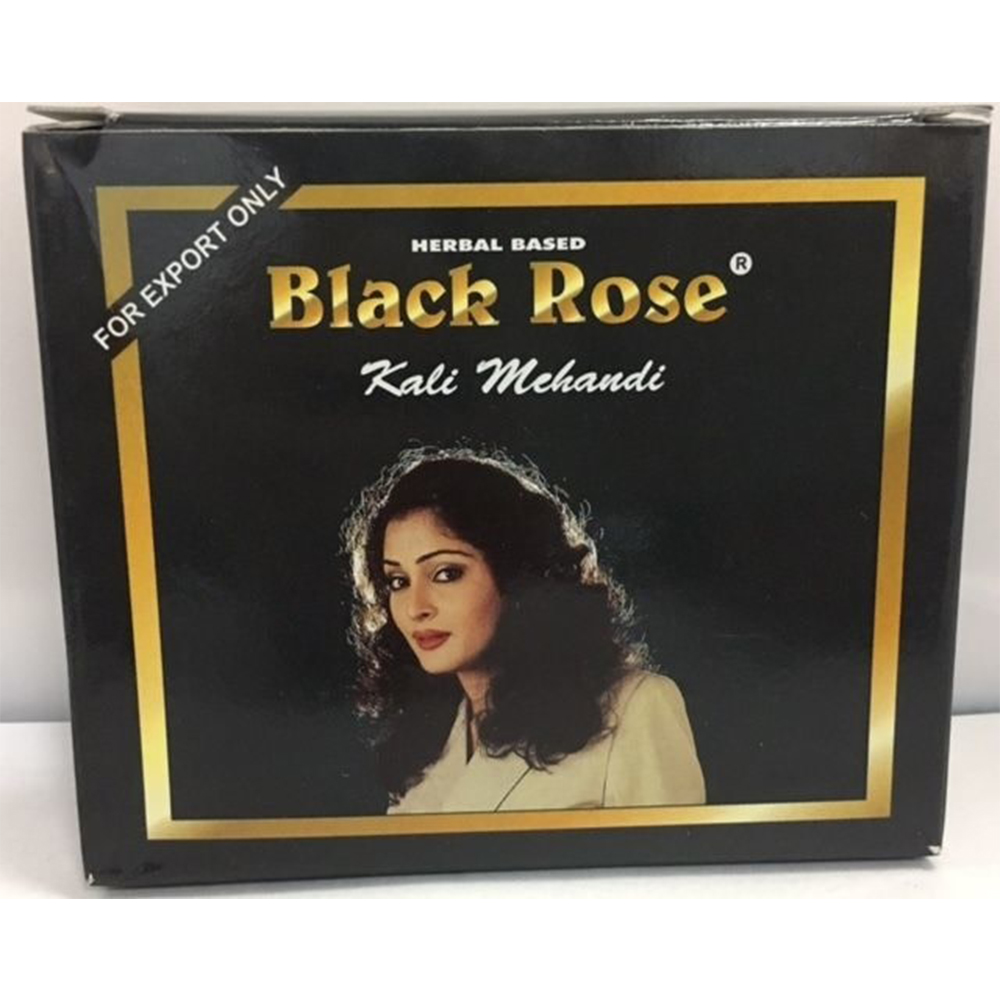 FOR EXPORT ONLY
HERBAL BASED
Black Rose®
Kali Mehandi